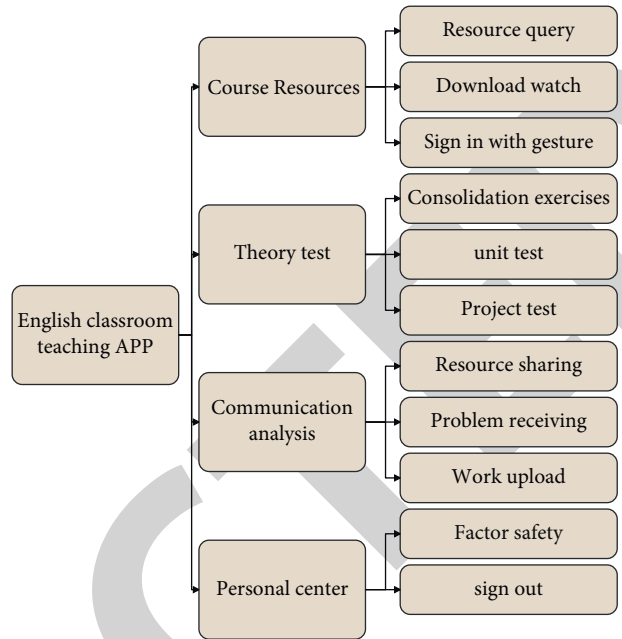 Resource query
Course Resources
Download watch
Sign in with gesture
Consolidation exercises
Theory test
unit test
Project test
English classroom
teaching APP
Resource sharing
Communication
analysis
Problem receiving
Work upload
Factor safety
Personal center
sign out